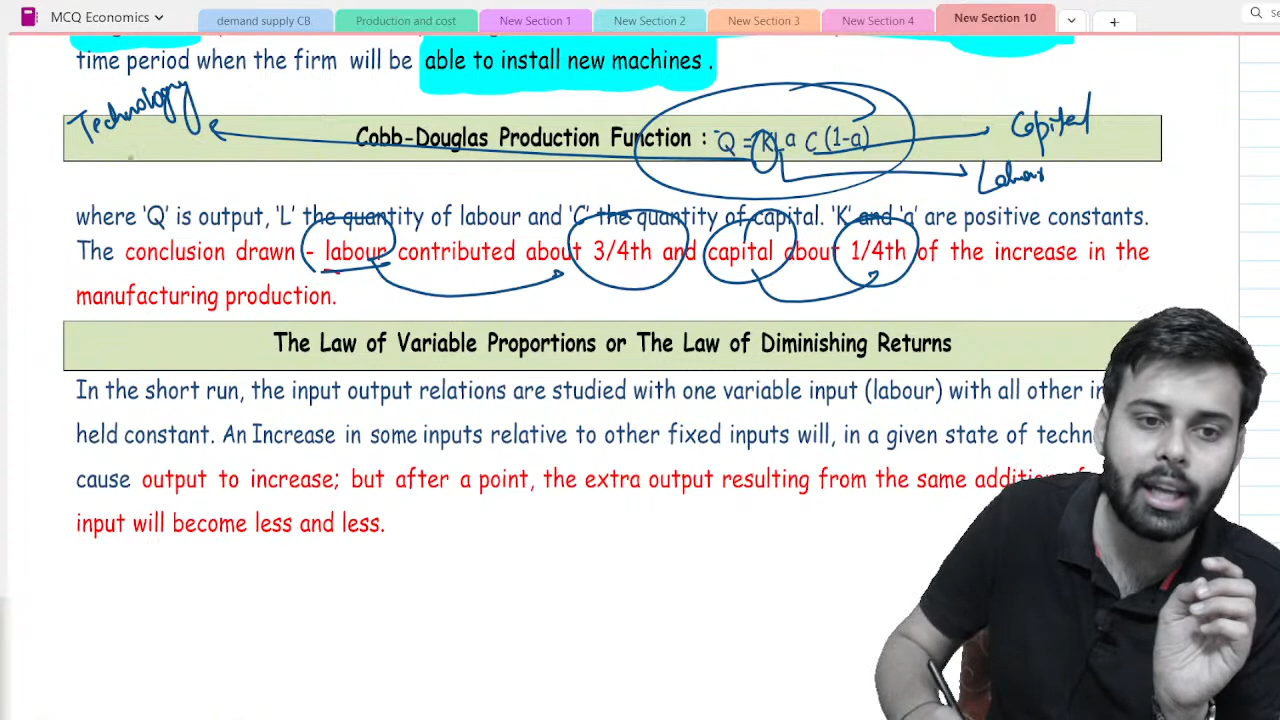 MCQ Economics
demand supply CB
Production and cost
New Section 1
New Section 2
New Section 3
New Section 4
New Section 10
+
Se
time period when the firm will be able to install new machines .
Technology
Cobb-Douglas Production Function : Q = K L a C (1-a)
Capital
Labour
where 'Q' is output, 'L' the quantity of labour and 'C' the quantity of capital. 'K' and 'a' are positive constants.
The conclusion drawn - labour contributed about 3/4th and capital about 1/4th of the increase in the
manufacturing production.
The Law of Variable Proportions or The Law of Diminishing Returns
In the short run, the input output relations are studied with one variable input (labour) with all other in
held constant. An Increase in some inputs relative to other fixed inputs will, in a given state of techn
cause output to increase; but after a point, the extra output resulting from the same addition
input will become less and less.